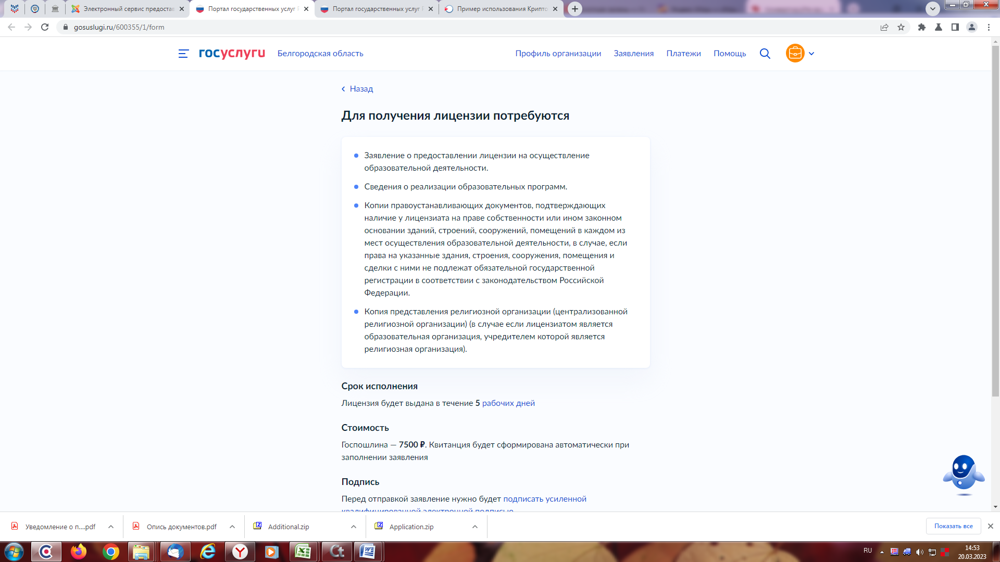 Электронный сервис предостав
Портал государственных услуг Р
Портал государственных услуг Р
Пример использования Крипто
gosuslugi.ru/600355/1/form
госуслуги
Белгородская область
Профиль организации
Заявления
Платежи
Помощь
Назад
Для получения лицензии потребуются
Заявление о предоставлении лицензии на осуществление
образовательной деятельности.
Сведения о реализации образовательных программ.
Копии правоустанавливающих документов, подтверждающих
наличие у лицензиата на праве собственности или ином законном
основании зданий, строений, сооружений, помещений в каждом из
мест осуществления образовательной деятельности, в случае, если
права на указанные здания, строения, сооружения, помещения и
сделки с ними не подлежат обязательной государственной
регистрации в соответствии с законодательством Российской
Федерации.
Копия представления религиозной организации (централизованной
религиозной организации) (в случае если лицензиатом является
образовательная организация, учредителем которой является
религиозная организация).
Срок исполнения
Лицензия будет выдана в течение 5 рабочих дней
Стоимость
Госпошлина — 7500 ₽. Квитанция будет сформирована автоматически при
заполнении заявления
Подпись
Перед отправкой заявление нужно будет подписать усиленной
квалифицированной электронной подписью
Уведомление о п....pdf
Опись документов.pdf
Additional.zip
Application.zip
Показать все
RU
14:53
20.03.2023